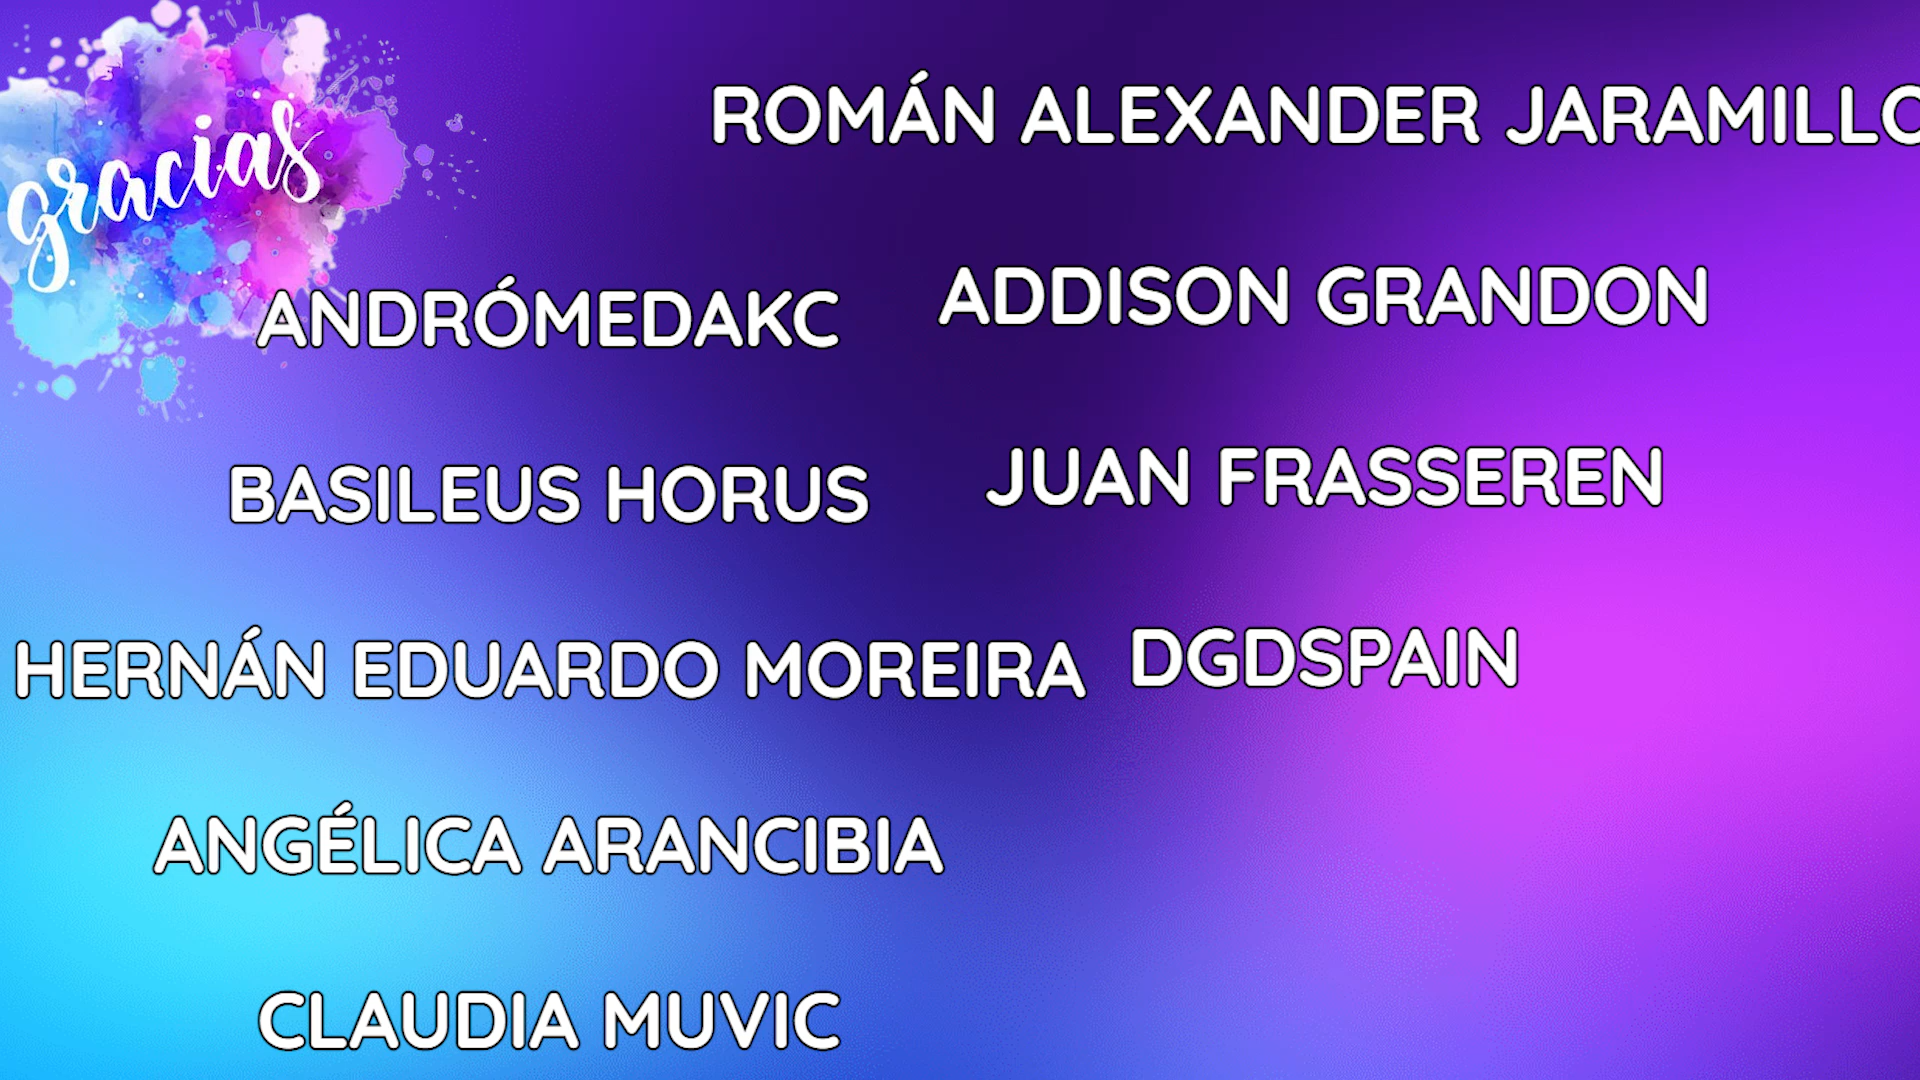 gracias
ANDRÓMEDAKC
BASILEUS HORUS
HERNÁN EDUARDO MOREIRA
ANGÉLICA ARANCIBIA
CLAUDIA MUVIC
ROMÁN ALEXANDER JARAMILLO
ADDISON GRANDON
JUAN FRASSEREN
DGDSPAIN